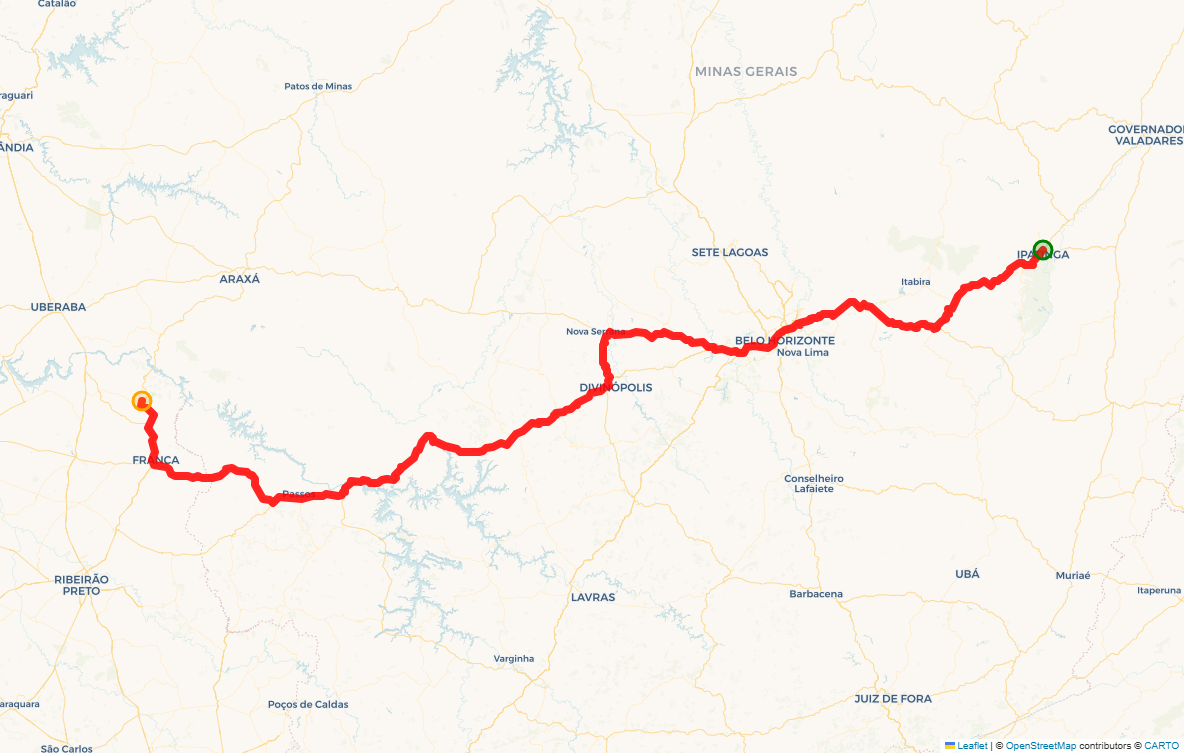 Catalão
MINAS GERAIS
Patos de Minas
raguari
GOVERNADOR
VALADARES
ÂNDIA
SETE LAGOAS
IPATINGA
ARAXÁ
Itabira
UBERABA
Nova Serrana
BELO HORIZONTE
Nova Lima
DIVINÓPOLIS
FRANCA
Passos
Conselheiro
Lafaiete
RIBEIRÃO
PRETO
UBÁ
Muriaé
Itaperuna
LAVRAS
Barbacena
Varginha
JUIZ DE FORA
araquara
Poços de Caldas
São Carlos
Leaflet | © OpenStreetMap contributors © CARTO